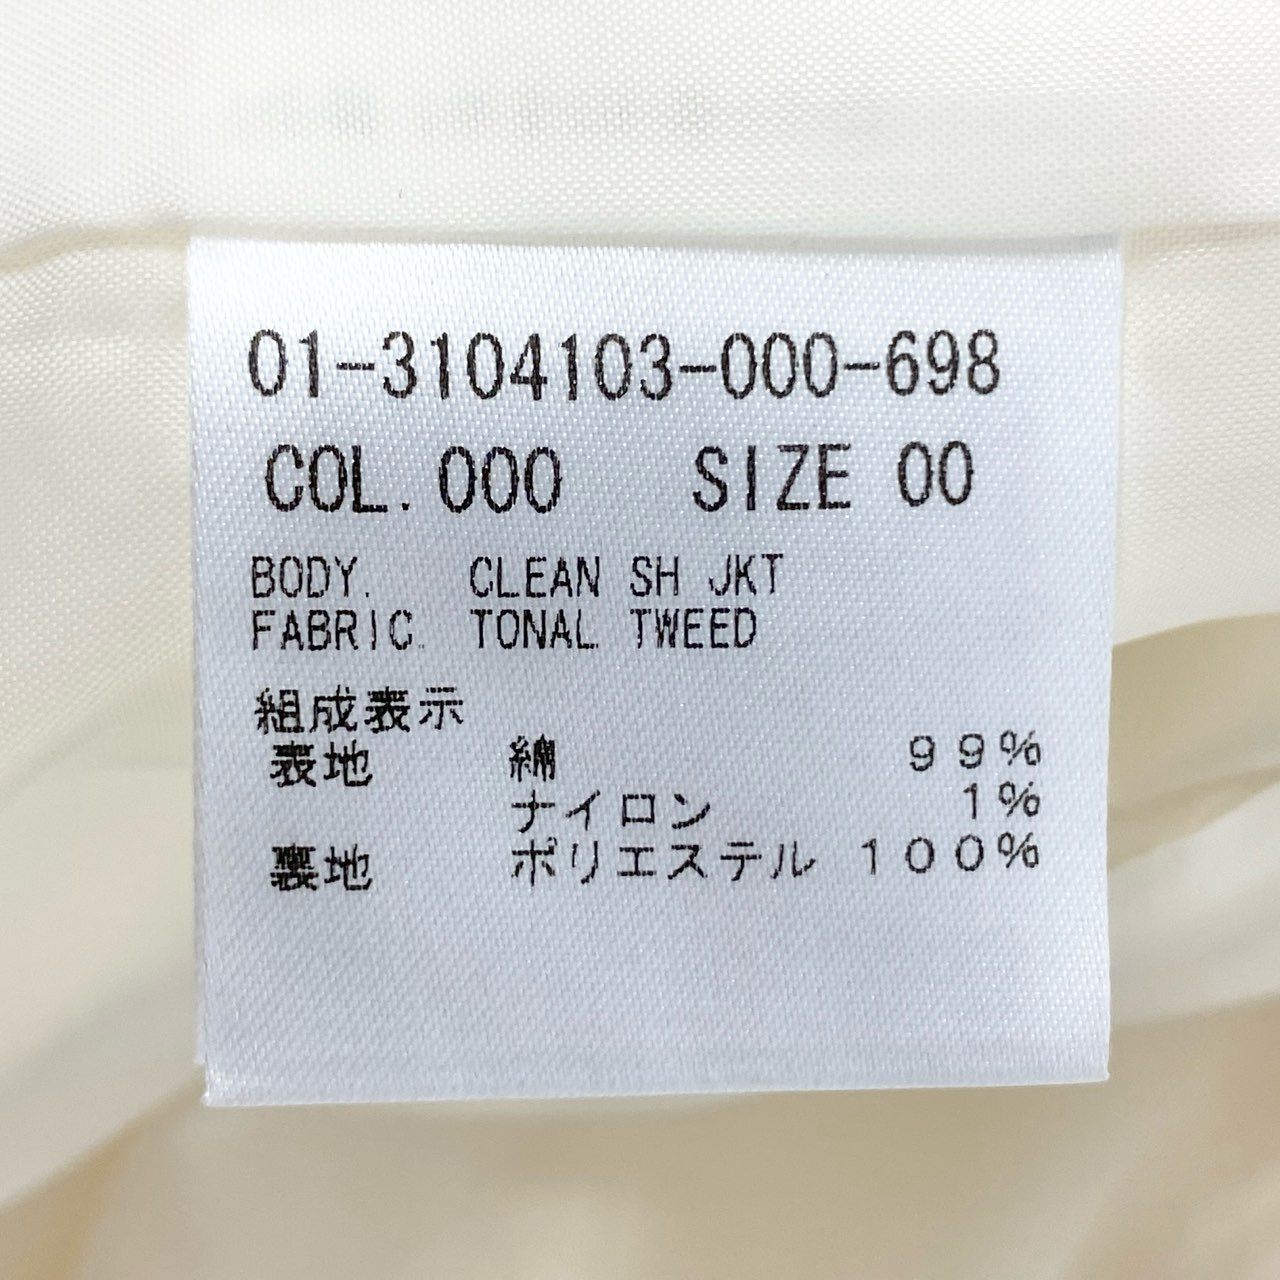 01-3104103-000-698
COL.000 SIZE 00
BODY. CLEAN SH JKT
FABRIC. TONAL TWEED
組成表示
表地 綿 99%
ナイロン 1%
裏地 ポリエステル 100%